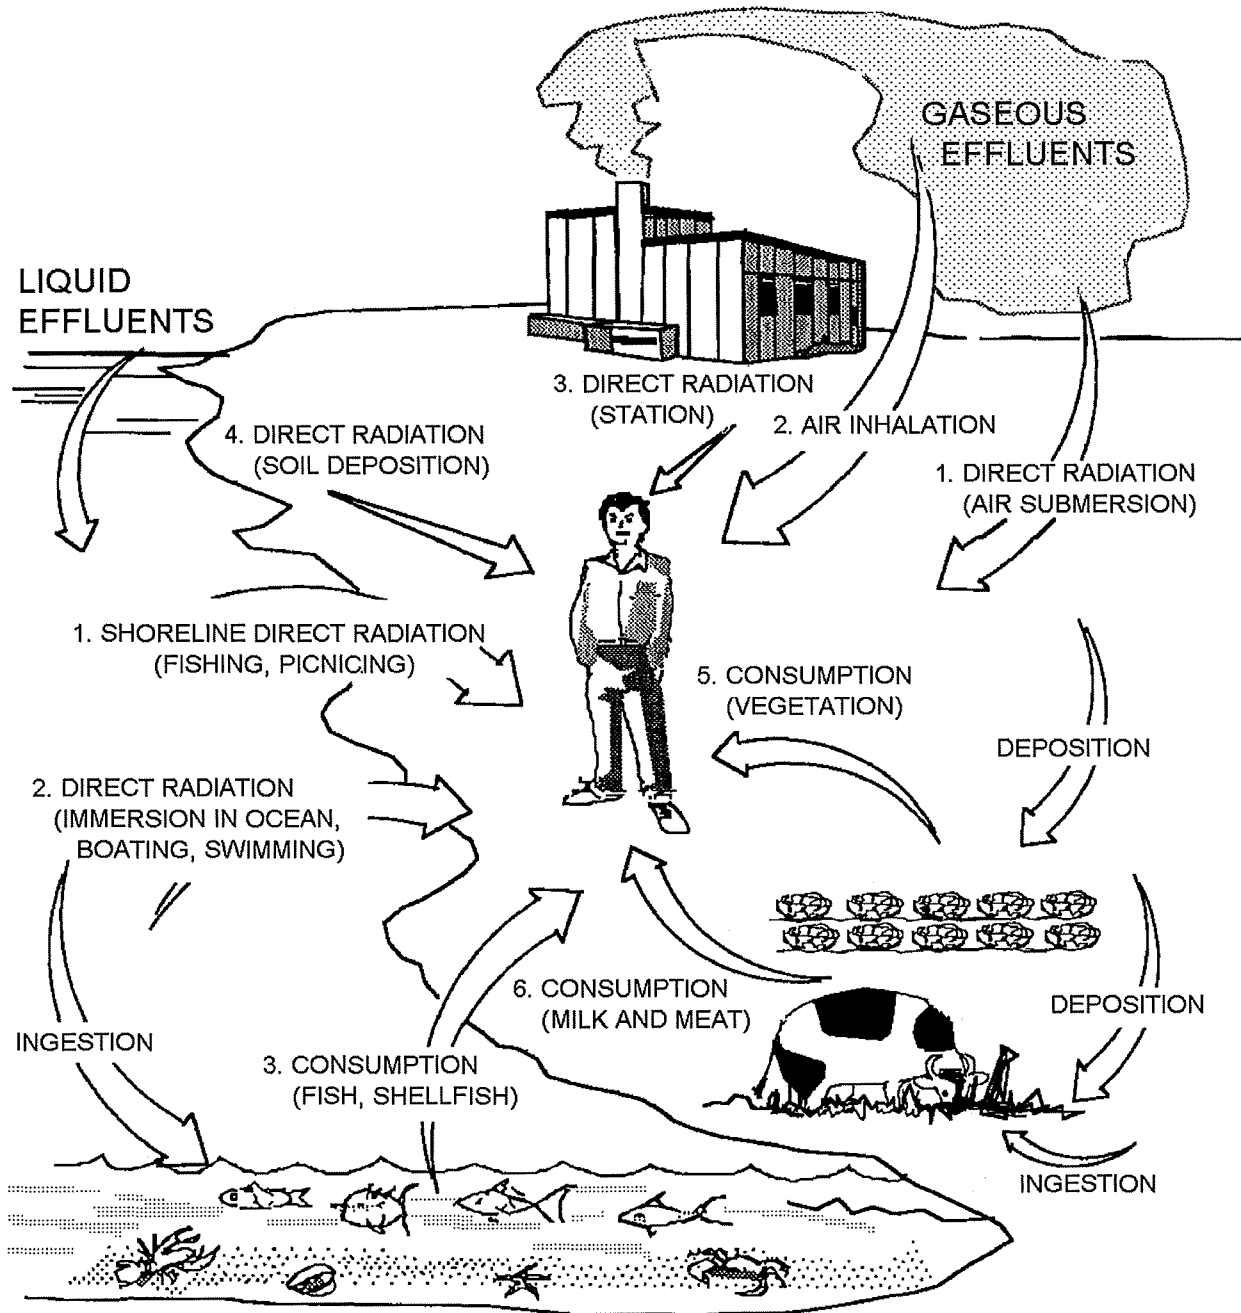 GASEOUS
EFFLUENTS
LIQUID
EFFLUENTS
3. DIRECT RADIATION
(STATION)
2. AIR INHALATION
4. DIRECT RADIATION
(SOIL DEPOSITION)
1. DIRECT RADIATION
(AIR SUBMERSION)
1. SHORELINE DIRECT RADIATION
(FISHING, PICNICING)
5. CONSUMPTION
(VEGETATION)
DEPOSITION
2. DIRECT RADIATION
(IMMERSION IN OCEAN,
BOATING, SWIMMING)
6. CONSUMPTION
(MILK AND MEAT)
DEPOSITION
INGESTION
3. CONSUMPTION
(FISH, SHELLFISH)
INGESTION